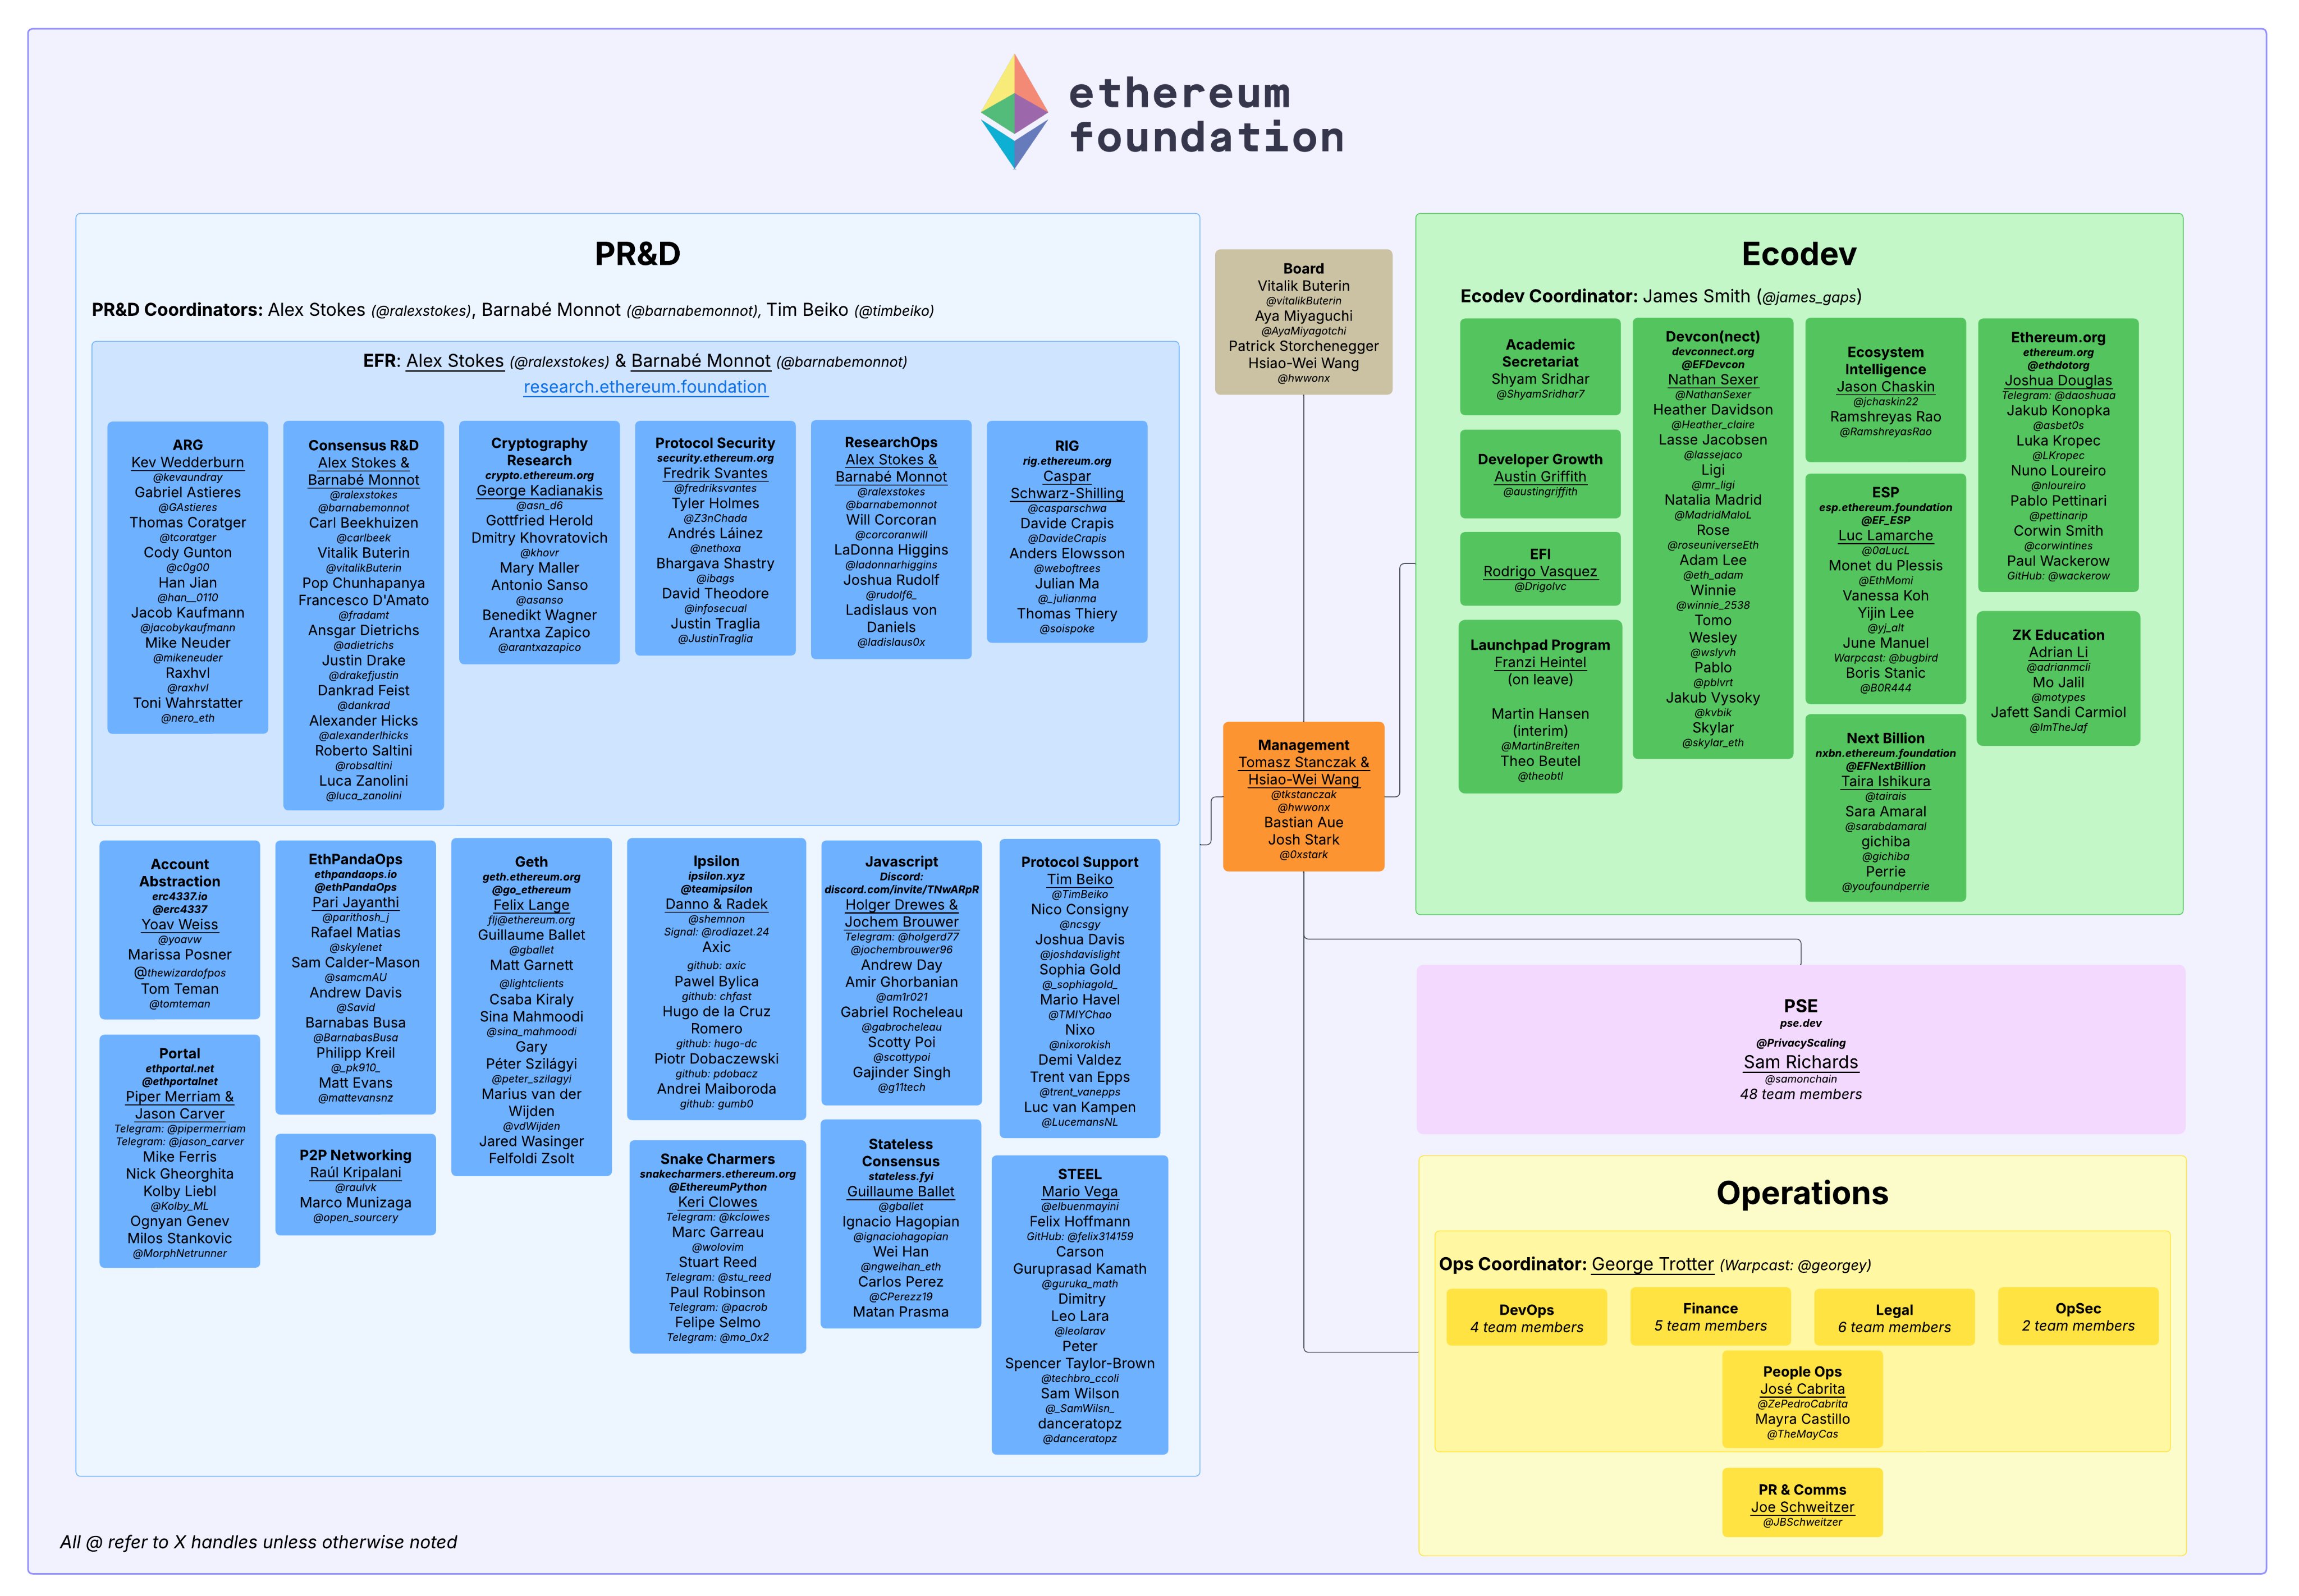 ethereum
foundation
PR&D
PR&D Coordinators: Alex Stokes (@ralexstokes), Barnabé Monnot (@barnabemonnot), Tim Beiko (@timbeiko)
EFR: Alex Stokes (@ralexstokes) & Barnabé Monnot (@barnabemonnot)
research.ethereum.foundation
ARG
Kev Wedderburn
@kevaundray
Gabriel Astieres
@GAstieres
Thomas Coratger
@tcoratger
Cody Gunton
@c0g00
Han Jian
@han__0110
Jacob Kaufmann
@jacobykaufmann
Mike Neuder
@mikeneuder
Raxhvl
@raxhvl
Toni Wahrstatter
@nero_eth
Consensus R&D
Alex Stokes &
Barnabé Monnot
@ralexstokes
@barnabemonnot
Carl Beekhuizen
@carlbeek
Vitalik Buterin
@vitalikButerin
Pop Chunhapanya
Francesco D'Amato
@fradamt
Ansgar Dietrichs
@adietrichs
Justin Drake
@drakefjustin
Dankrad Feist
@dankrad
Alexander Hicks
@alexanderlhicks
Roberto Saltini
@robsaltini
Luca Zanolini
@luca_zanolini
Cryptography
Research
crypto.ethereum.org
George Kadianakis
@asn_d6
Gottfried Herold
Dmitry Khovratovich
@khovr
Mary Maller
Antonio Sanso
@asanso
Benedikt Wagner
Arantxa Zapico
@arantxazapico
Protocol Security
security.ethereum.org
Fredrik Svantes
@fredriksvantes
Tyler Holmes
@Z3nChada
Andrés Láinez
@nethoxa
Bhargava Shastry
@ibags
David Theodore
@infosecual
Justin Traglia
@JustinTraglia
ResearchOps
Alex Stokes &
Barnabé Monnot
@ralexstokes
@barnabemonnot
Will Corcoran
@corcoranwill
LaDonna Higgins
@ladonnarhiggins
Joshua Rudolf
@rudolf6_
Ladislaus von
Daniels
@ladislaus0x
RIG
rig.ethereum.org
Caspar
Schwarz-Shilling
@casparschwa
Davide Crapis
@DavideCrapis
Anders Elowsson
@weboftrees
Julian Ma
@_julianma
Thomas Thiery
@soispoke
Account
Abstraction
erc4337.io
@erc4337
Yoav Weiss
@yoavw
Marissa Posner
@thewizardofpos
Tom Teman
@tomteman
Portal
ethportal.net
@ethportalnet
Piper Merriam &
Jason Carver
Telegram: @pipermerriam
Telegram: @jason_carver
Mike Ferris
Nick Gheorghita
Kolby Liebl
@Kolby_ML
Ognyan Genev
Milos Stankovic
@MorphNetrunner
EthPandaOps
ethpandaops.io
@ethPandaOps
Pari Jayanthi
@parithosh_j
Rafael Matias
@skylenet
Sam Calder-Mason
@samcmAU
Andrew Davis
@Savid
Barnabas Busa
@BarnabasBusa
Philipp Kreil
@_pk910_
Matt Evans
@mattevansnz
P2P Networking
Raúl Kripalani
@raulvk
Marco Munizaga
@open_sourcery
Geth
geth.ethereum.org
@go_ethereum
Felix Lange
flj@ethereum.org
Guillaume Ballet
@gballet
Matt Garnett
@lightclients
Csaba Kiraly
Sina Mahmoodi
@sina_mahmoodi
Gary
Péter Szilágyi
@peter_szilagyi
Marius van der
Wijden
@vdWijden
Jared Wasinger
Felfoldi Zsolt
Ipsilon
ipsilon.xyz
@teamipsilon
Danno & Radek
@shemnon
Signal: @rodiazet.24
Axic
github: axic
Pawel Bylica
github: chfast
Hugo de la Cruz
Romero
github: hugo-dc
Piotr Dobaczewski
github: pdobacz
Andrei Maiboroda
github: gumb0
Snake Charmers
snakecharmers.ethereum.org
@EthereumPython
Keri Clowes
Telegram: @kclowes
Marc Garreau
@wolovim
Stuart Reed
Telegram: @stu_reed
Paul Robinson
Telegram: @pacrob
Felipe Selmo
Telegram: @mo_0x2
Javascript
Discord:
discord.com/invite/TNwARpR
Holger Drewes &
Jochem Brouwer
Telegram: @holgerd77
@jochembrouwer96
Andrew Day
Amir Ghorbanian
@am1r021
Gabriel Rocheleau
@gabrocheleau
Scotty Poi
@scottypoi
Gajinder Singh
@g11tech
Stateless
Consensus
stateless.fyi
Guillaume Ballet
@gballet
Ignacio Hagopian
@ignaciohagopian
Wei Han
@ngweihan_eth
Carlos Perez
@CPerezz19
Matan Prasma
Protocol Support
Tim Beiko
@TimBeiko
Nico Consigny
@ncsgy
Joshua Davis
@joshdavislight
Sophia Gold
@_sophiagold_
Mario Havel
@TMIYChao
Nixo
@nixorokish
Demi Valdez
Trent van Epps
@trent_vanepps
Luc van Kampen
@LucemansNL
STEEL
Mario Vega
@elbuenmayini
Felix Hoffmann
GitHub: @felix314159
Carson
Guruprasad Kamath
@guruka_math
Dimitry
Leo Lara
@leolarav
Peter
Spencer Taylor-Brown
@techbro_ccoli
Sam Wilson
@_SamWilsn_
danceratopz
@danceratopz
Board
Vitalik Buterin
@vitalikButerin
Aya Miyaguchi
@AyaMiyagotchi
Patrick Storchenegger
Hsiao-Wei Wang
@hwwonx
Management
Tomasz Stanczak &
Hsiao-Wei Wang
@tkstanczak
@hwwonx
Bastian Aue
Josh Stark
@0xstark
Ecodev
Ecodev Coordinator: James Smith (@james_gaps)
Academic
Secretariat
Shyam Sridhar
@ShyamSridhar7
Developer Growth
Austin Griffith
@austingriffith
EFI
Rodrigo Vasquez
@Drigolvc
Launchpad Program
Franzi Heintel
(on leave)
Martin Hansen
(interim)
@MartinBreiten
Theo Beutel
@theobtl
Devcon(nect)
devconnect.org
@EFDevcon
Nathan Sexer
@NathanSexer
Heather Davidson
@Heather_claire
Lasse Jacobsen
@lassejaco
Ligi
@mr_ligi
Natalia Madrid
@MadridMaloL
Rose
@roseuniverseEth
Adam Lee
@eth_adam
Winnie
@winnie_2538
Tomo
Wesley
@wslyvh
Pablo
@pblvrt
Jakub Vysoky
@kvbik
Skylar
@skylar_eth
Ecosystem
Intelligence
Jason Chaskin
@jchaskin22
Ramshreyas Rao
@RamshreyasRao
ESP
esp.ethereum.foundation
@EF_ESP
Luc Lamarche
@0aLucL
Monet du Plessis
@EthMomi
Vanessa Koh
Yijin Lee
@yj_alt
June Manuel
Warpcast: @bugbird
Boris Stanic
@B0R444
Next Billion
nxbn.ethereum.foundation
@EFNextBillion
Taira Ishikura
@tairais
Sara Amaral
@sarabdamaral
gichiba
@gichiba
Perrie
@youfoundperrie
Ethereum.org
ethereum.org
@ethdotorg
Joshua Douglas
Telegram: @daoshuaa
Jakub Konopka
@asbet0s
Luka Kropec
@LKropec
Nuno Loureiro
@nloureiro
Pablo Pettinari
@pettinarip
Corwin Smith
@corwintines
Paul Wackerow
GitHub: @wackerow
ZK Education
Adrian Li
@adrianmcli
Mo Jalil
@motypes
Jafett Sandi Carmiol
@ImTheJaf
PSE
pse.dev
@PrivacyScaling
Sam Richards
@samonchain
48 team members
Operations
Ops Coordinator: George Trotter (Warpcast: @georgey)
DevOps
4 team members
Finance
5 team members
Legal
6 team members
OpSec
2 team members
People Ops
José Cabrita
@ZePedroCabrita
Mayra Castillo
@TheMayCas
PR & Comms
Joe Schweitzer
@JBSchweitzer
All @ refer to X handles unless otherwise noted